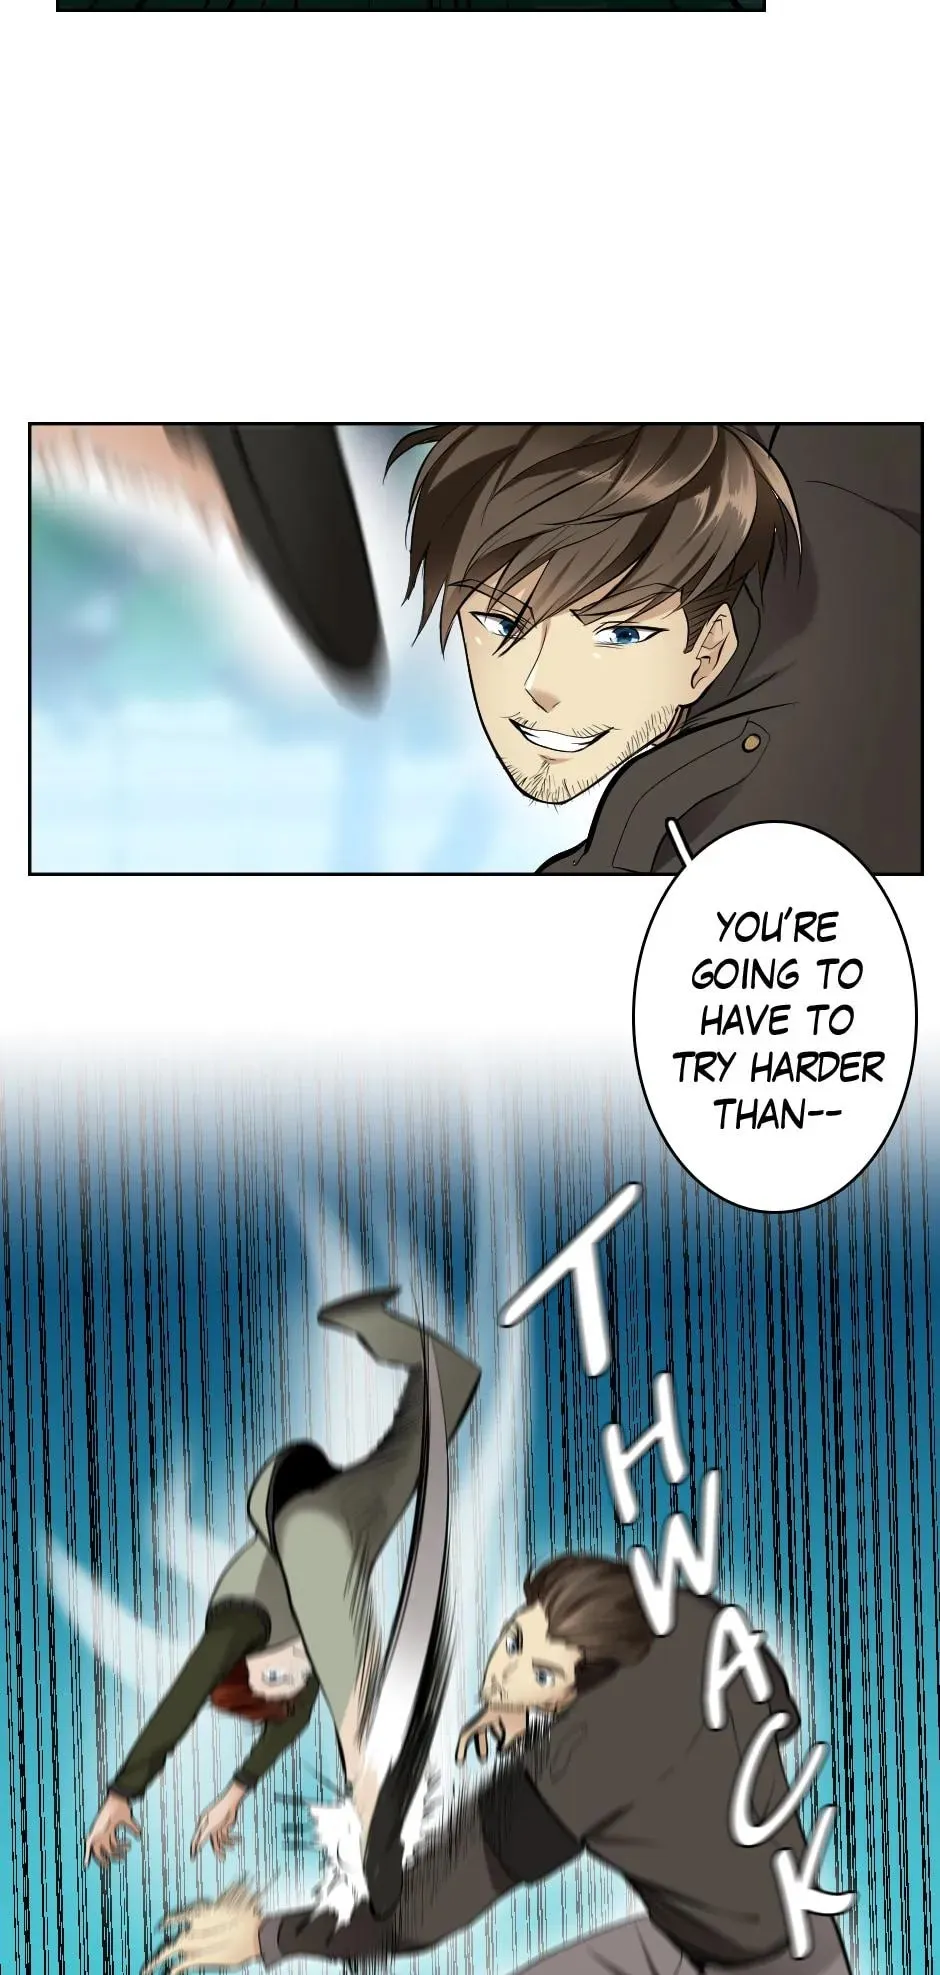 YOU'RE
GOING TO
HAVE TO
TRY HARDER
THAN--
THWACK